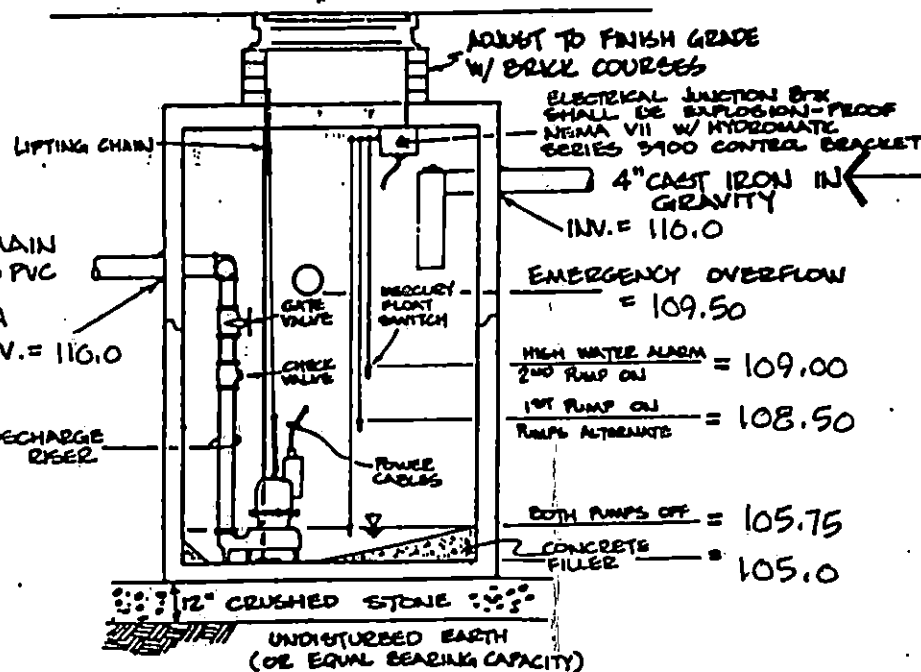 ADJUST TO FINISH GRADE
W/ BRICK COURSES
ELECTRICAL JUNCTION BOX
SHALL BE EXPLOSION-PROOF
NEMA VII W/ HYDROMATIC
SERIES 3900 CONTROL BRACKET
LIFTING CHAIN
4" CAST IRON IN
GRAVITY
INV. = 110.0
MAIN
PVC
V. = 110.0
EMERGENCY OVERFLOW
= 109.50
GATE
VALVE
MERCURY
FLOAT
SWITCH
CHECK
VALVE
HIGH WATER ALARM
2ND PUMP ON
= 109.00
1ST PUMP ON
PUMPS ALTERNATE
= 108.50
DECHARGE
RISER
POWER
CABLES
BOTH PUMPS OFF = 105.75
CONCRETE
FILLER
= 105.0
12" CRUSHED STONE
UNDISTURBED EARTH
(OR EQUAL BEARING CAPACITY)